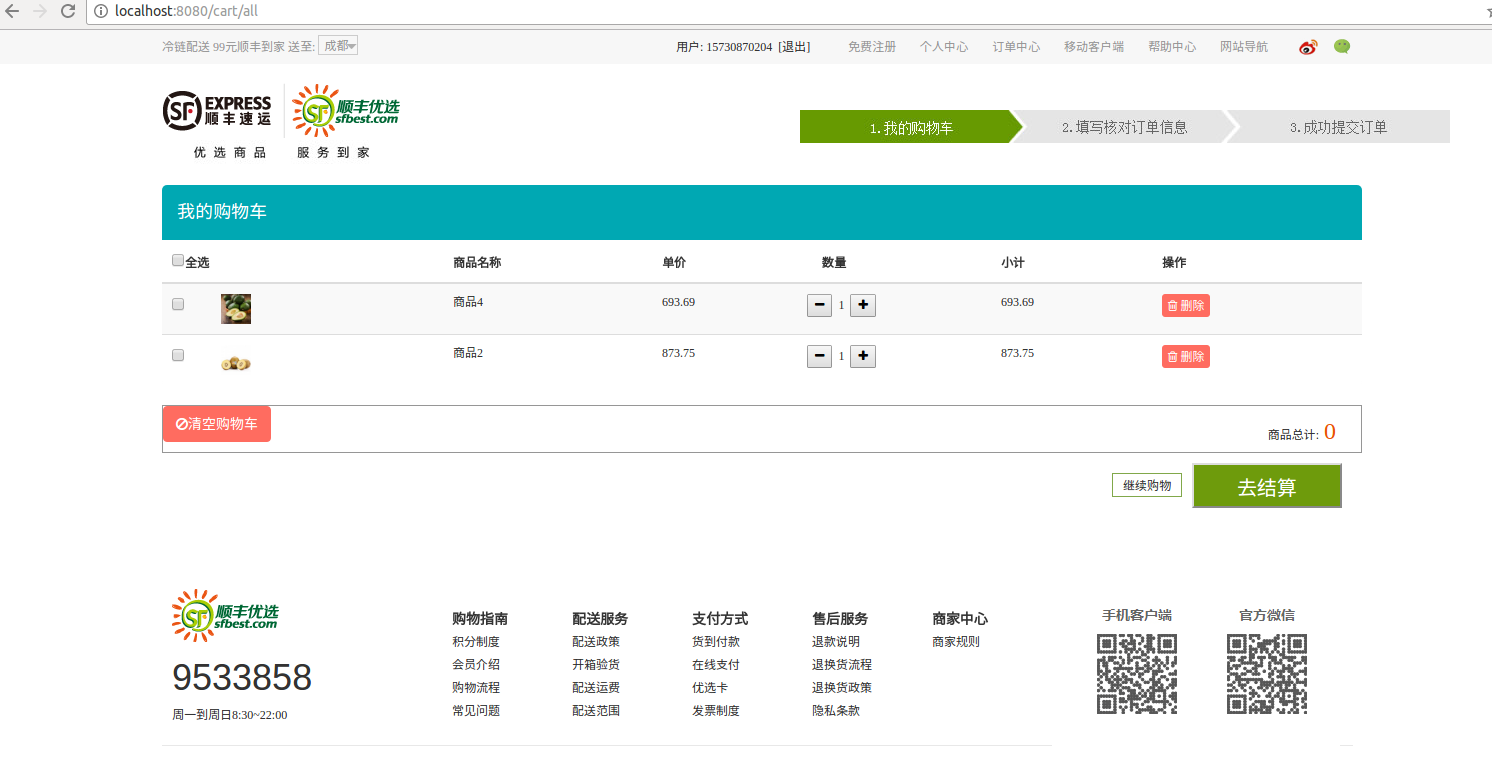 localhost:8080/cart/all
冷链配送 99元顺丰到家 送至: 成都
用户: 15730870204 [退出] 免费注册 个人中心 订单中心 移动客户端 帮助中心 网站导航
SF EXPRESS
顺丰速运
SF 顺丰优选
sfbest.com
优选商品 服务到家
1.我的购物车 2.填写核对订单信息 3.成功提交订单
我的购物车
全选 商品名称 单价 数量 小计 操作
商品4 693.69 1 693.69 删除
商品2 873.75 1 873.75 删除
清空购物车 商品总计: 0
继续购物 去结算
SF 顺丰优选
sfbest.com
9533858
周一到周日8:30~22:00
购物指南
积分制度
会员介绍
购物流程
常见问题
配送服务
配送政策
开箱验货
配送运费
配送范围
支付方式
货到付款
在线支付
优选卡
发票制度
售后服务
退款说明
退换货流程
退换货政策
隐私条款
商家中心
商家规则
手机客户端 官方微信